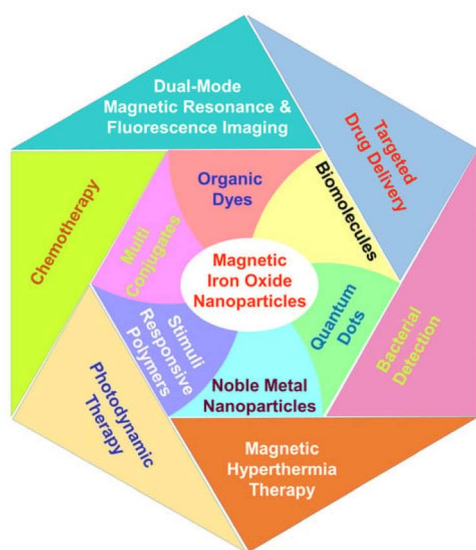 Dual-Mode
Magnetic Resonance &
Fluorescence Imaging
Targeted
Drug Delivery
Chemotherapy
Organic
Dyes
Biomolecules
Multi
Conjugates
Magnetic
Iron Oxide
Nanoparticles
Stimuli
Responsive
Polymers
Quantum
Dots
Bacterial
Detection
Noble Metal
Nanoparticles
Photodynamic
Therapy
Magnetic
Hyperthermia
Therapy